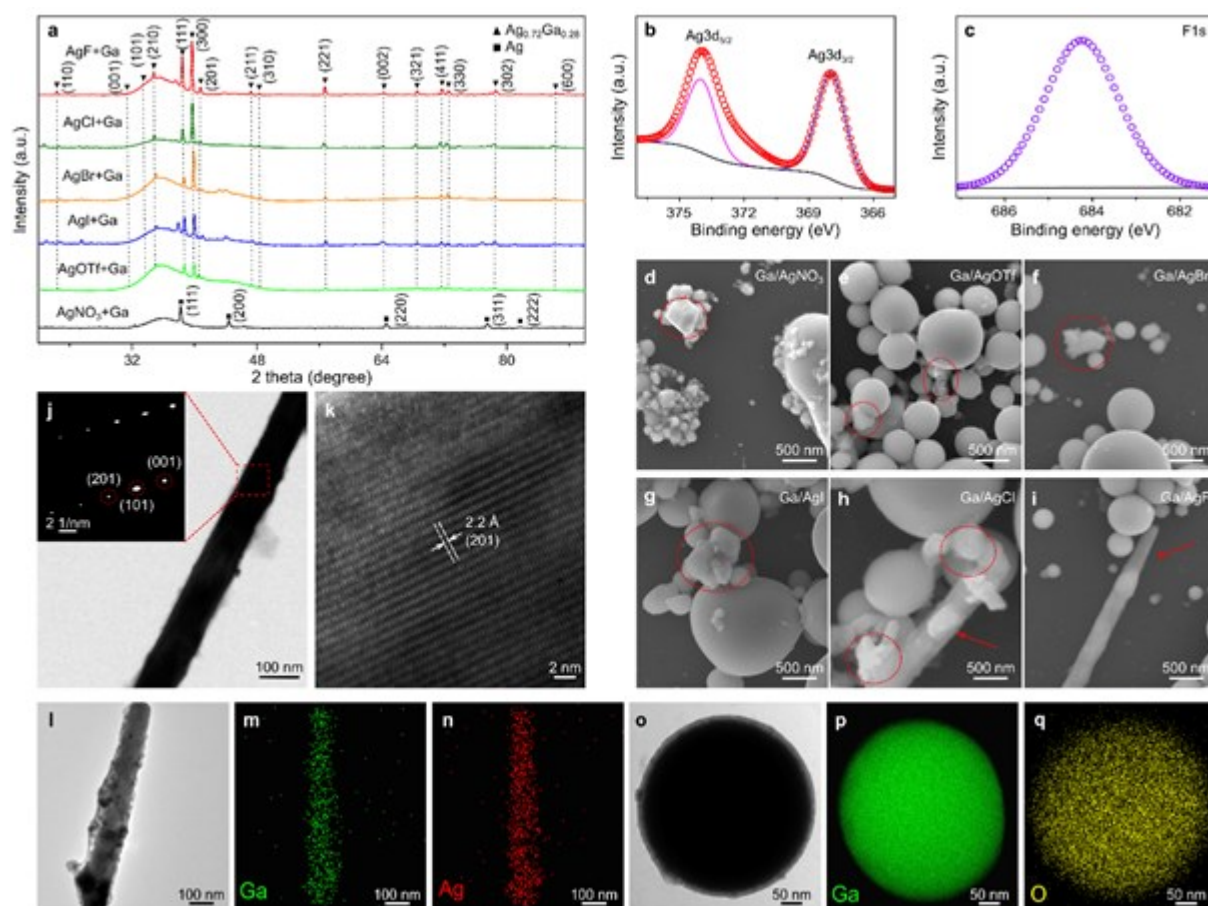 a
▲ Ag0.72Ga0.28
■ Ag
(110)
(001)
(101)
(210)
(111)
(300)
(201)
(211)
(310)
(221)
(002)
(321)
(411)
(330)
(302)
(600)
AgF+Ga
AgCl+Ga
AgBr+Ga
AgI+Ga
AgOTf+Ga
AgNO3+Ga
(111)
(200)
(220)
(311)
(222)
Intensity (a.u.)
32 48 64 80
2 theta (degree)
b
Ag3d5/2
Ag3d3/2
Intensity (a.u.)
375 372 369 366
Binding energy (eV)
c
F1s
Intensity (a.u.)
686 684 682
Binding energy (eV)
d Ga/AgNO3
500 nm
e Ga/AgOTf
500 nm
f Ga/AgBr
500 nm
g Ga/AgI
500 nm
h Ga/AgCl
500 nm
i Ga/AgF
500 nm
(201)
(101)
(001)
2 1/nm
100 nm
k
2.2 Å
(201)
2 nm
l
100 nm
m
Ga
100 nm
n
Ag
100 nm
o
50 nm
p
Ga
50 nm
q
O
50 nm